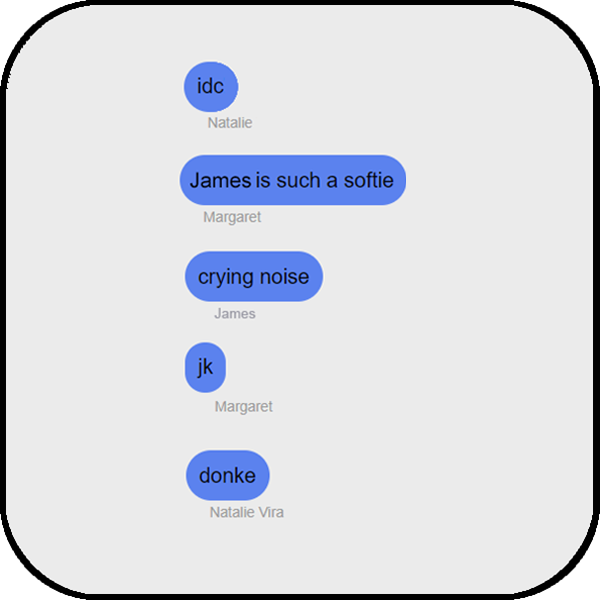 idc
Natalie
James is such a softie
Margaret
crying noise
James
jk
Margaret
donke
Natalie Vira